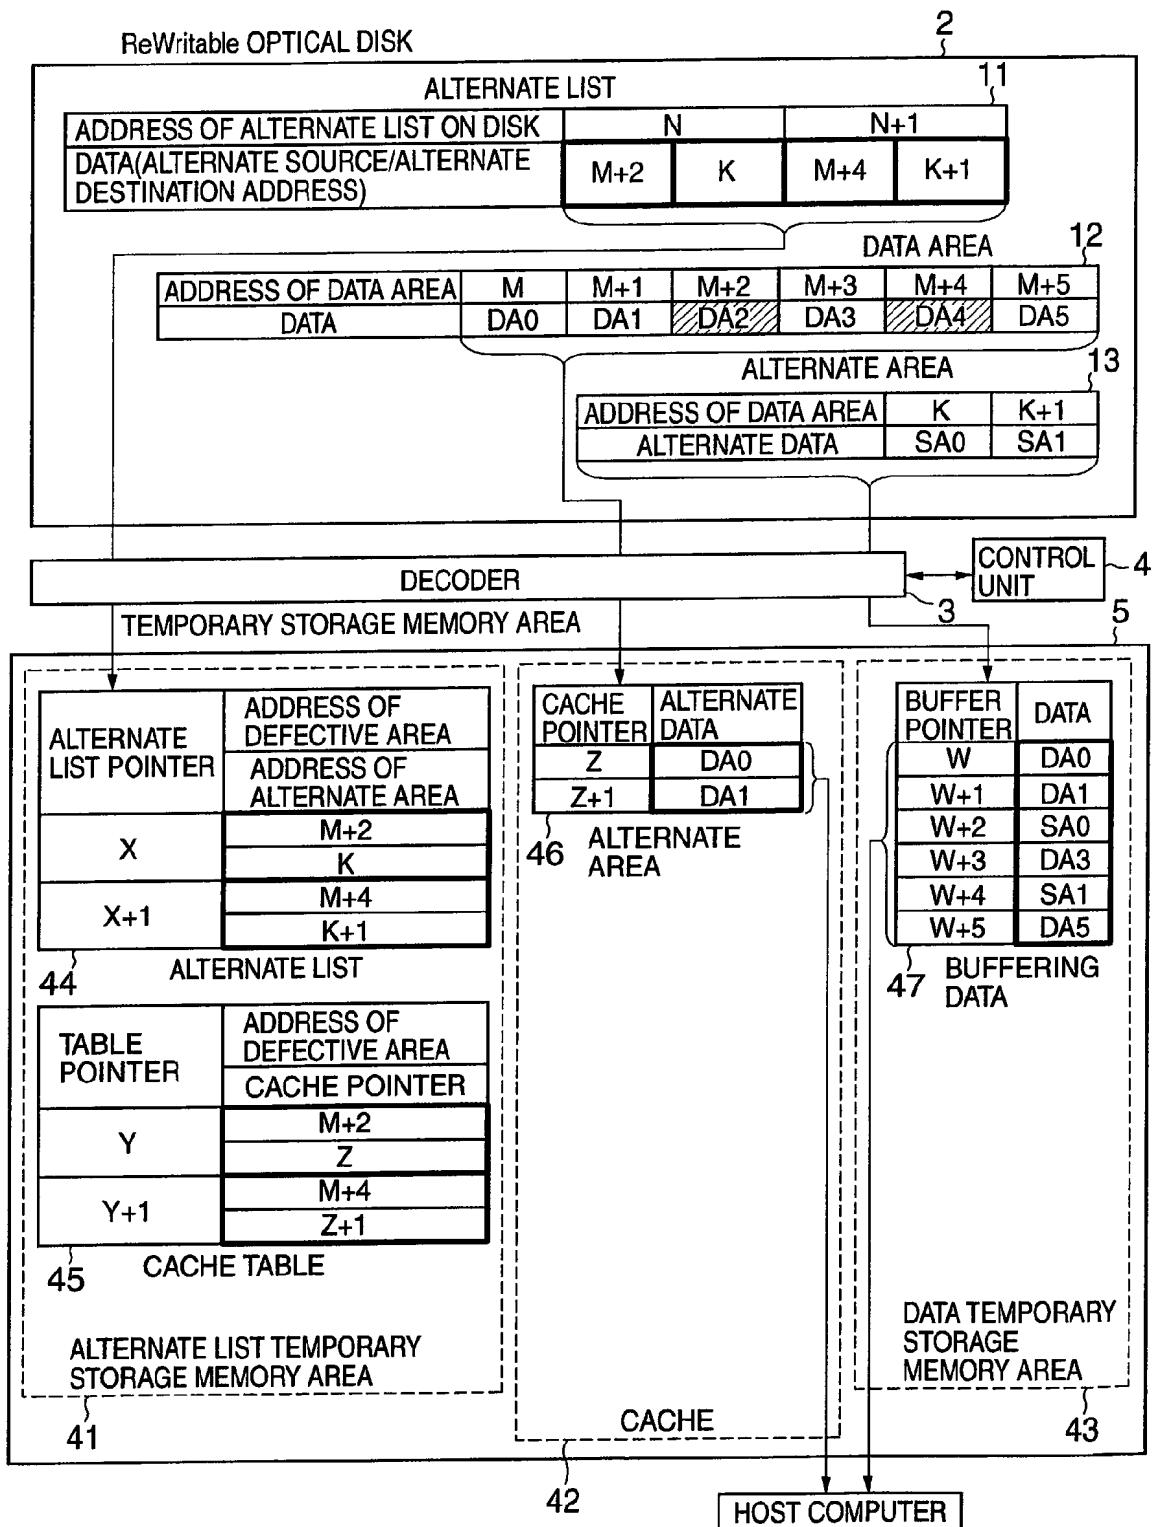 2
ReWritable OPTICAL DISK
ALTERNATE LIST
11
ADDRESS OF ALTERNATE LIST ON DISK N N+1
DATA(ALTERNATE SOURCE/ALTERNATE
DESTINATION ADDRESS)
M+2 K M+4 K+1
DATA AREA
12
ADDRESS OF DATA AREA M M+1 M+2 M+3 M+4 M+5
DATA DA0 DA1 DA2 DA3 DA4 DA5
ALTERNATE AREA
13
ADDRESS OF DATA AREA K K+1
ALTERNATE DATA SA0 SA1
DECODER
3
CONTROL
UNIT
4
TEMPORARY STORAGE MEMORY AREA
5
ALTERNATE
LIST POINTER
ADDRESS OF
DEFECTIVE AREA
ADDRESS OF
ALTERNATE AREA
X
M+2
K
X+1
M+4
K+1
44
ALTERNATE LIST
TABLE
POINTER
ADDRESS OF
DEFECTIVE AREA
CACHE POINTER
Y
M+2
Z
Y+1
M+4
Z+1
45
CACHE TABLE
ALTERNATE LIST TEMPORARY
STORAGE MEMORY AREA
41
CACHE
POINTER
ALTERNATE
DATA
Z DA0
Z+1 DA1
46
ALTERNATE
AREA
CACHE
42
BUFFER
POINTER
DATA
W DA0
W+1 DA1
W+2 SA0
W+3 DA3
W+4 SA1
W+5 DA5
47
BUFFERING
DATA
DATA TEMPORARY
STORAGE
MEMORY AREA
43
HOST COMPUTER